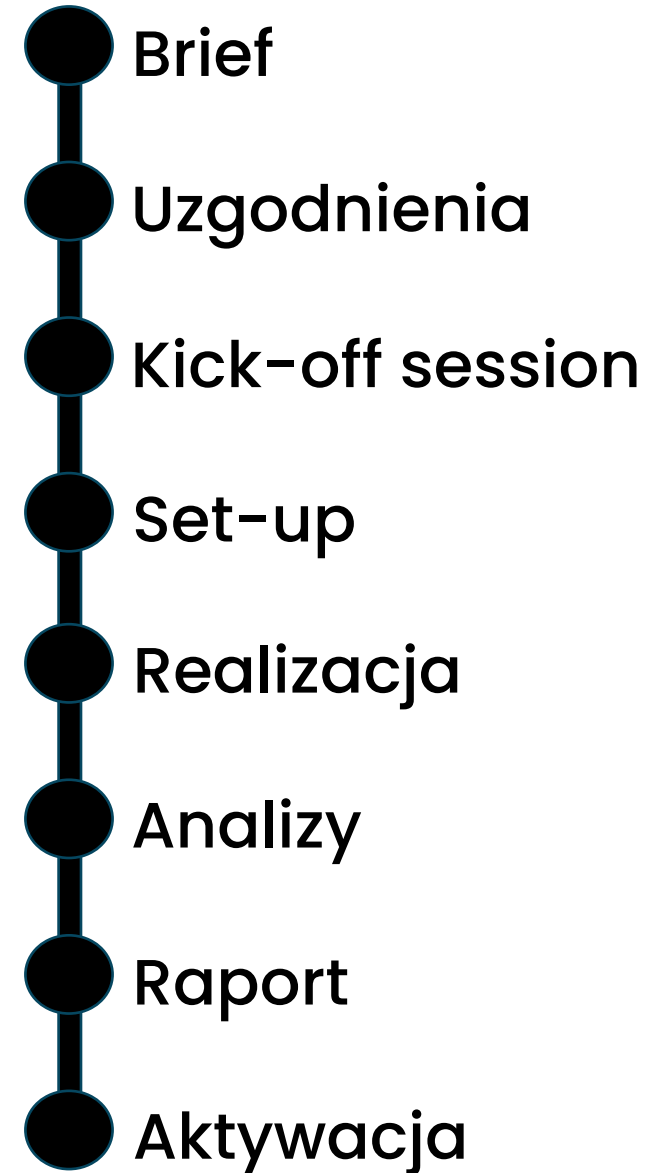 Brief
Uzgodnienia
Kick-off session
Set-up
Realizacja
Analizy
Raport
Aktywacja